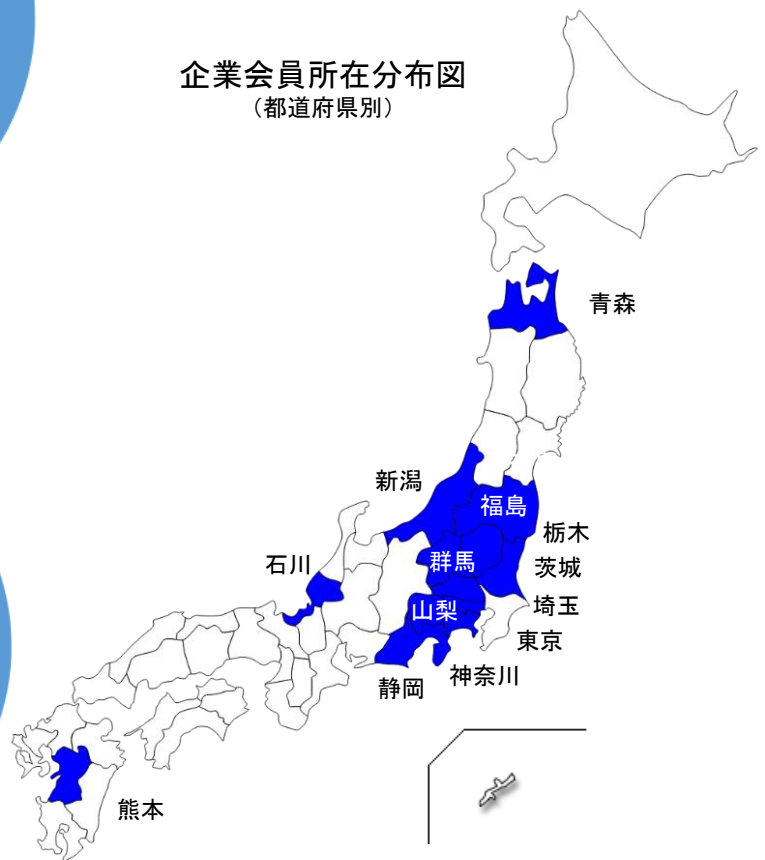 企業会員所在分布図
（都道府県別）
青森
新潟
福島
栃木
群馬
茨城
石川
埼玉
山梨
東京
神奈川
静岡
熊本